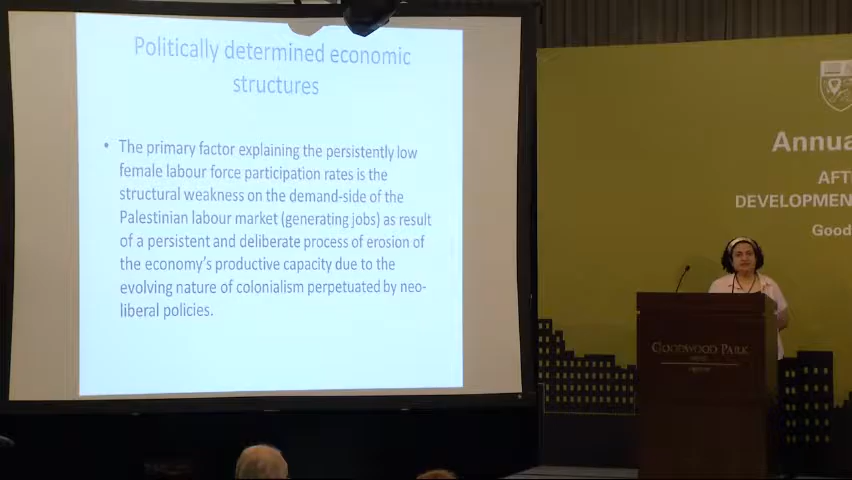 Politically determined economic
structures
• The primary factor explaining the persistently low
female labour force participation rates is the
structural weakness on the demand-side of the
Palestinian labour market (generating jobs) as result
of a persistent and deliberate process of erosion of
the economy's productive capacity due to the
evolving nature of colonialism perpetuated by neo-
liberal policies.
Annua
AFT
DEVELOPMEN
Good
GOODWOOD PARK